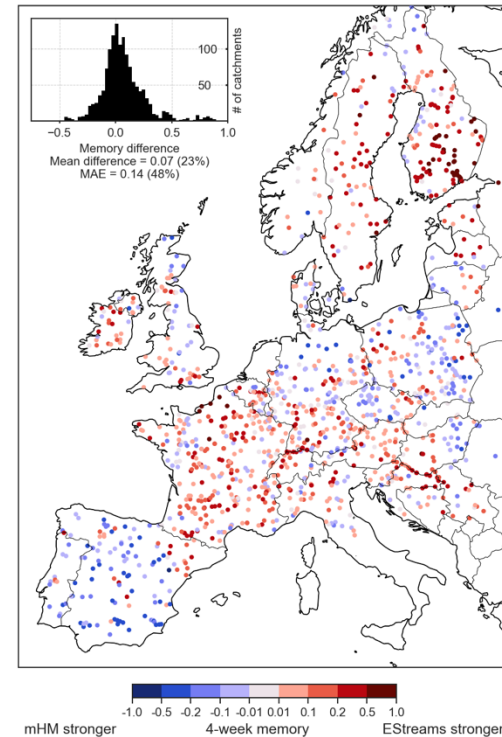 100
50
# of catchments
-0.5 0.0 0.5 1.0
Memory difference
Mean difference = 0.07 (23%)
MAE = 0.14 (48%)
-1.0 -0.5 -0.2 -0.1 -0.01 0.01 0.1 0.2 0.5 1.0
mHM stronger 4-week memory EStreams stronger